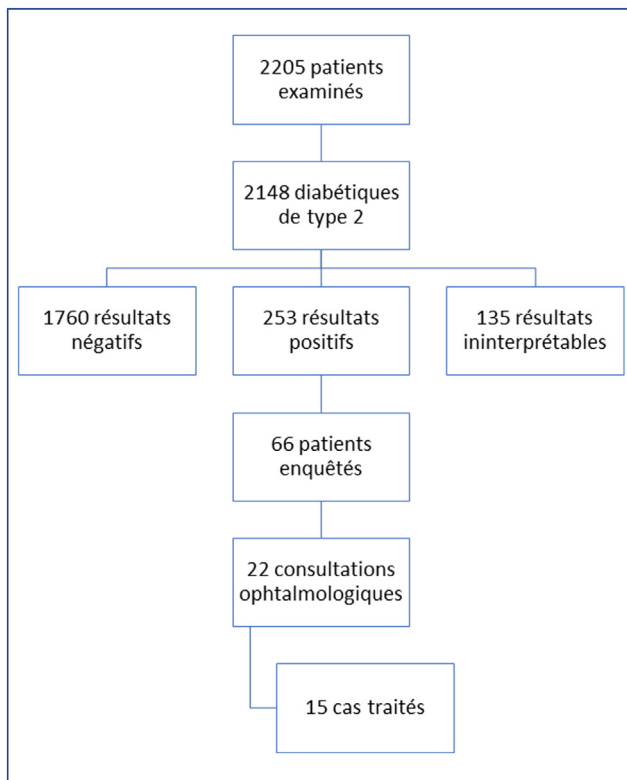 2205 patients
examinés
2148 diabétiques
de type 2
1760 résultats
négatifs
253 résultats
positifs
135 résultats
ininterprétables
66 patients
enquêtés
22 consultations
ophtalmologiques
15 cas traités